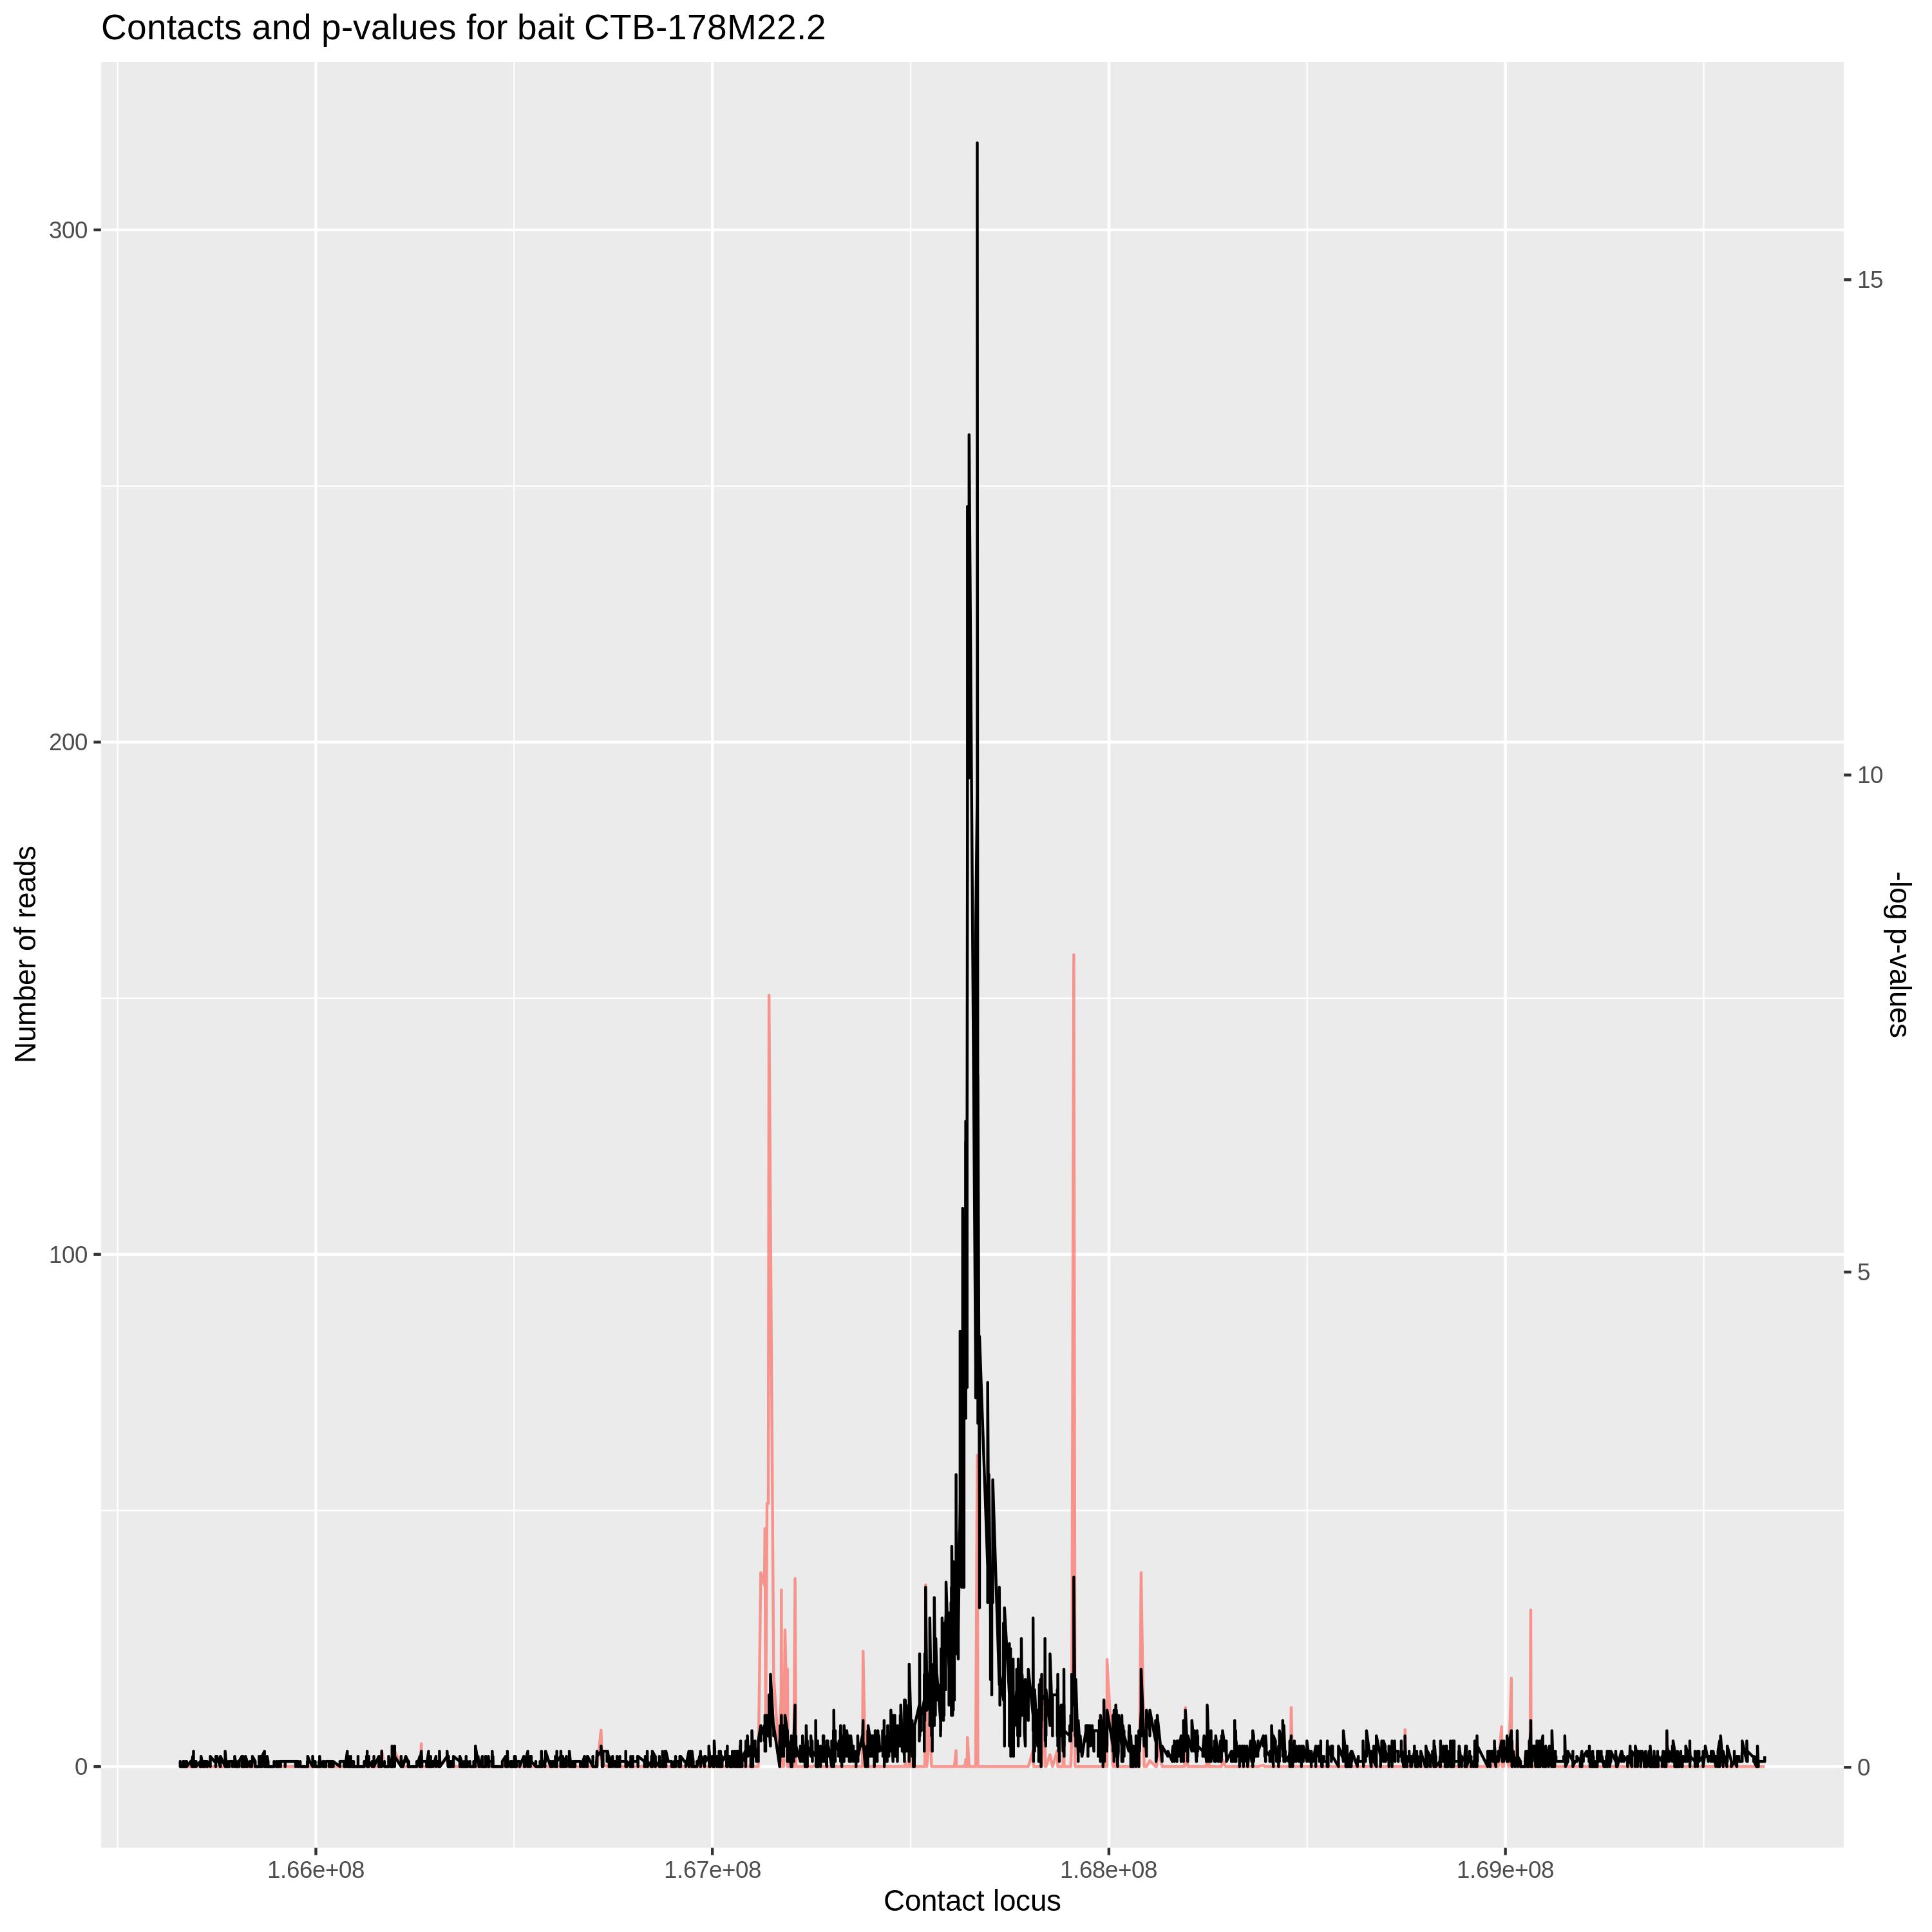 Contacts and p-values for bait CTB-178M22.2
300
200
100
0
Number of reads
15
10
5
0
-log p-values
1.66e+08
1.67e+08
1.68e+08
1.69e+08
Contact locus